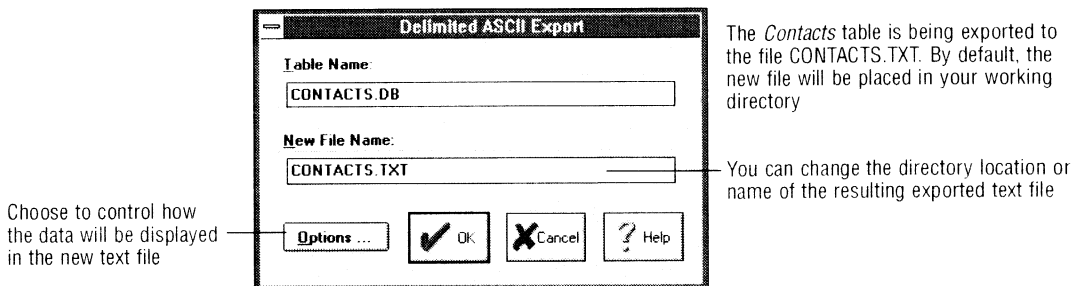 Delimited ASCII Export
Table Name:
CONTACTS.DB
New File Name:
CONTACTS.TXT
Options ...
OK
Cancel
? Help
The Contacts table is being exported to
the file CONTACTS.TXT. By default, the
new file will be placed in your working
directory
You can change the directory location or
name of the resulting exported text file
Choose to control how
the data will be displayed
in the new text file